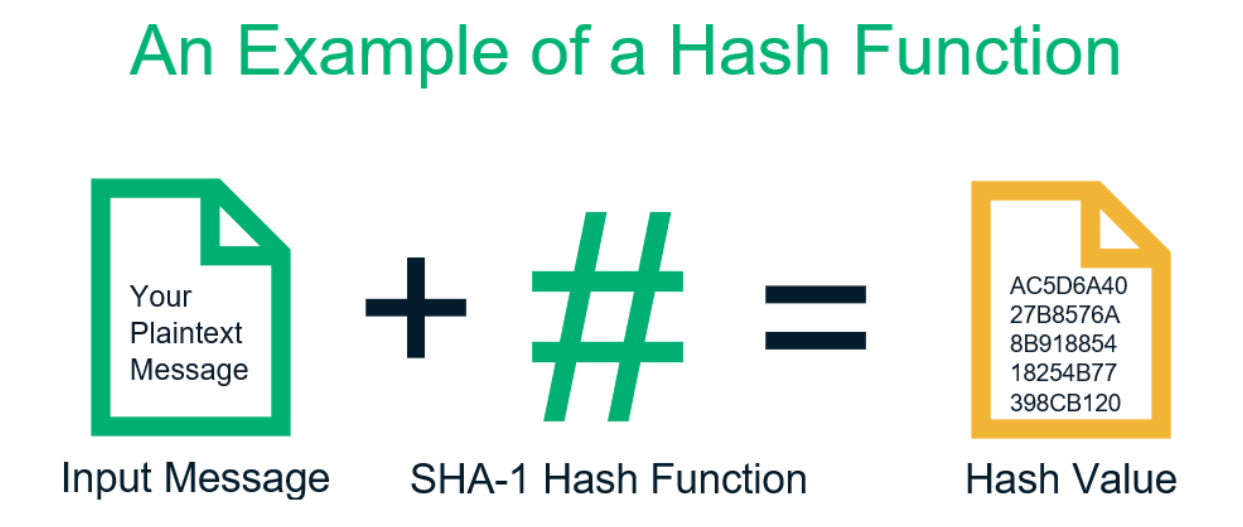 An Example of a Hash Function
Your
Plaintext
Message
+ # =
AC5D6A40
27B8576A
8B918854
18254B77
398CB120
Input Message
SHA-1 Hash Function
Hash Value